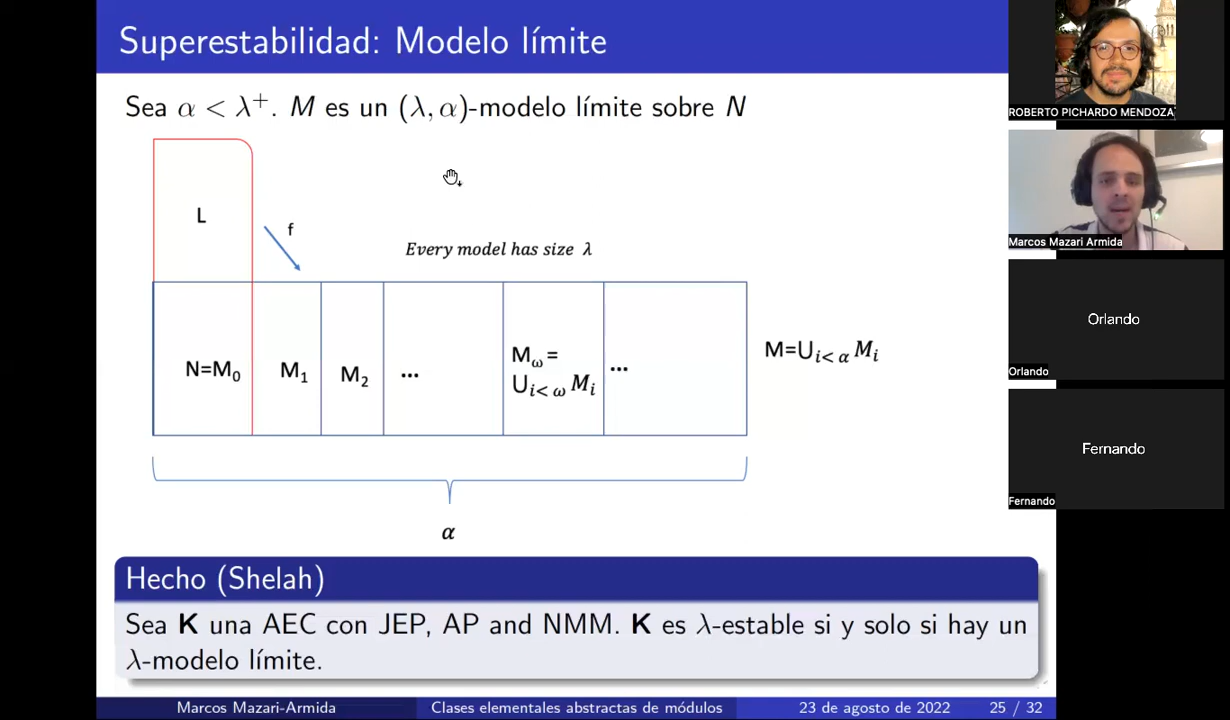 Superestabilidad: Modelo límite
Sea α < λ⁺. M es un (λ, α)-modelo límite sobre N
L
f
Every model has size λ
N=M₀
M₁
M₂
...
M_ω =
∪_{i< ω} M_i
...
M=∪_{i< α} M_i
α
Hecho (Shelah)
Sea K una AEC con JEP, AP and NMM. K es λ-estable si y solo si hay un
λ-modelo límite.
Marcos Mazari-Armida
Clases elementales abstractas de módulos
23 de agosto de 2022
25 / 32
ROBERTO PICHARDO MENDOZA
Marcos Mazari Armida
Orlando
Orlando
Fernando
Fernando